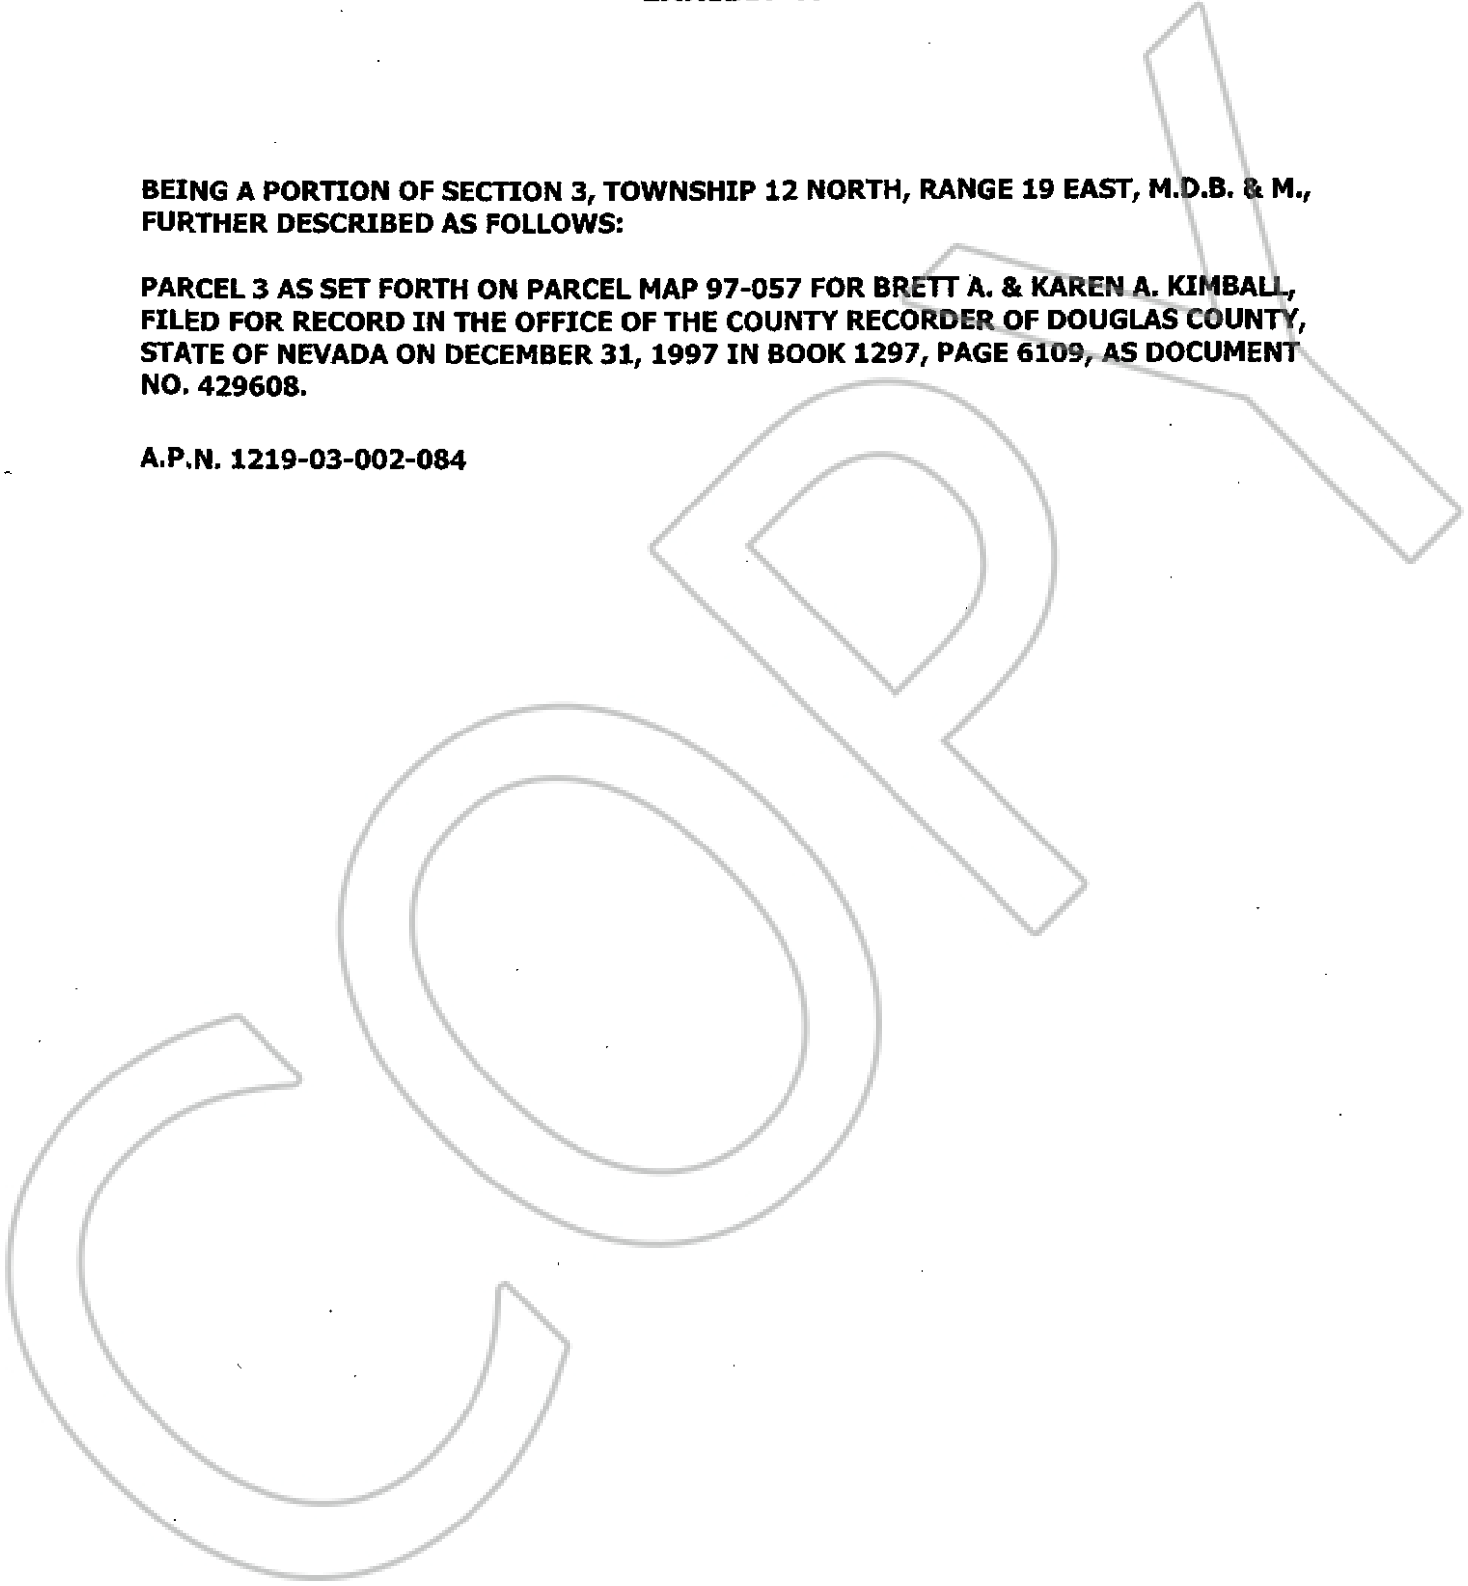 BEING A PORTION OF SECTION 3, TOWNSHIP 12 NORTH, RANGE 19 EAST, M.D.B. & M.,
FURTHER DESCRIBED AS FOLLOWS:
PARCEL 3 AS SET FORTH ON PARCEL MAP 97-057 FOR BRETT A. & KAREN A. KIMBALL,
FILED FOR RECORD IN THE OFFICE OF THE COUNTY RECORDER OF DOUGLAS COUNTY,
STATE OF NEVADA ON DECEMBER 31, 1997 IN BOOK 1297, PAGE 6109, AS DOCUMENT
NO. 429608.
A.P.N. 1219-03-002-084
COPY